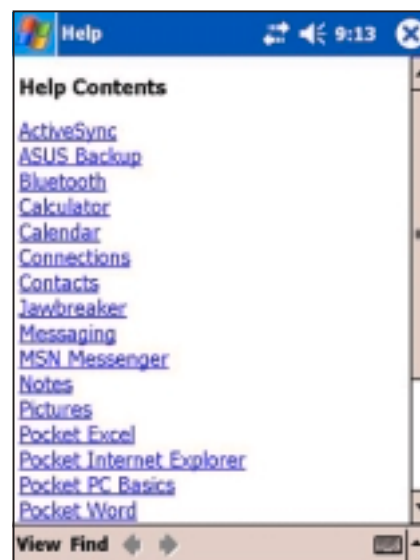 Help 9:13
Help Contents
ActiveSync
ASUS Backup
Bluetooth
Calculator
Calendar
Connections
Contacts
Jawbreaker
Messaging
MSN Messenger
Notes
Pictures
Pocket Excel
Pocket Internet Explorer
Pocket PC Basics
Pocket Word
View Find